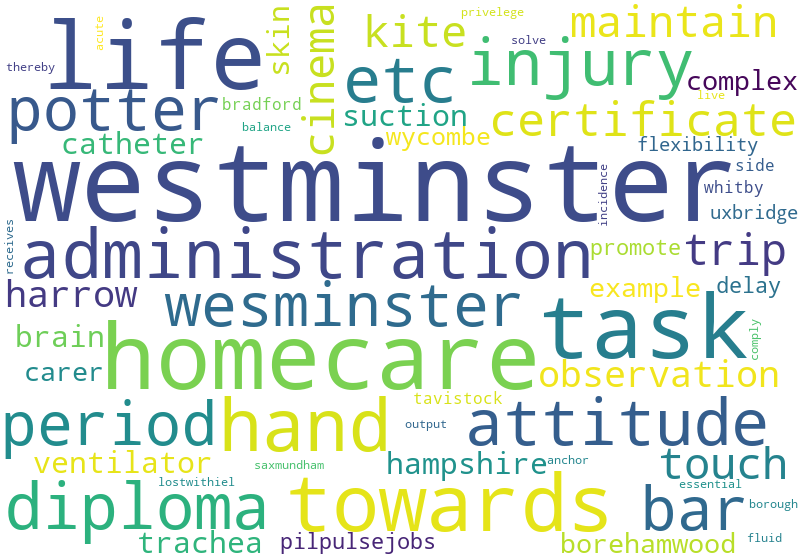 privelege
acute
life
skin
cinema
kite
solve
maintain
thereby
etc
injury
complex
live
potter
bradford
balance
suction
certificate
catheter
wycombe
flexibility
westminster
incidence
side
whitby
uxbridge
receives
administration
promote
trip
harrow
wesminster
example
delay
brain
homecare
task
comply
carer
observation
tavistock
period
hand
output
attitude
ventilator
saxmundham
hampshire
anchor
touch
lostwithiel
essential
diploma
towards
bar
borough
trachea
pilpulsejobs
borehamwood
fluid